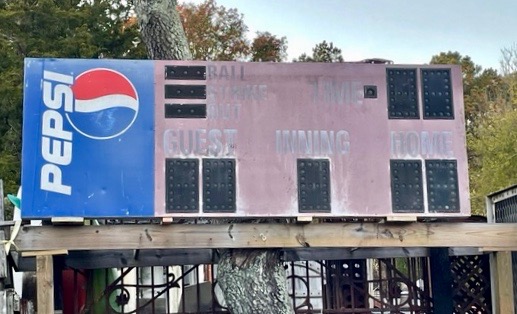 PEPSI
BALL
STRIKE
OUT
TIME
GUEST INNING HOME